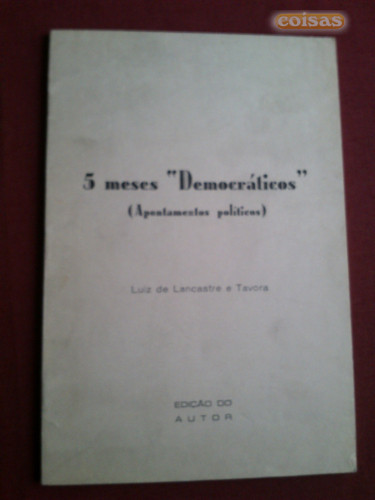 coisas
5 meses "Democráticos"
(Apontamentos políticos)
Luiz de Lancastre e Tavora
EDIÇÃO DO
AUTOR